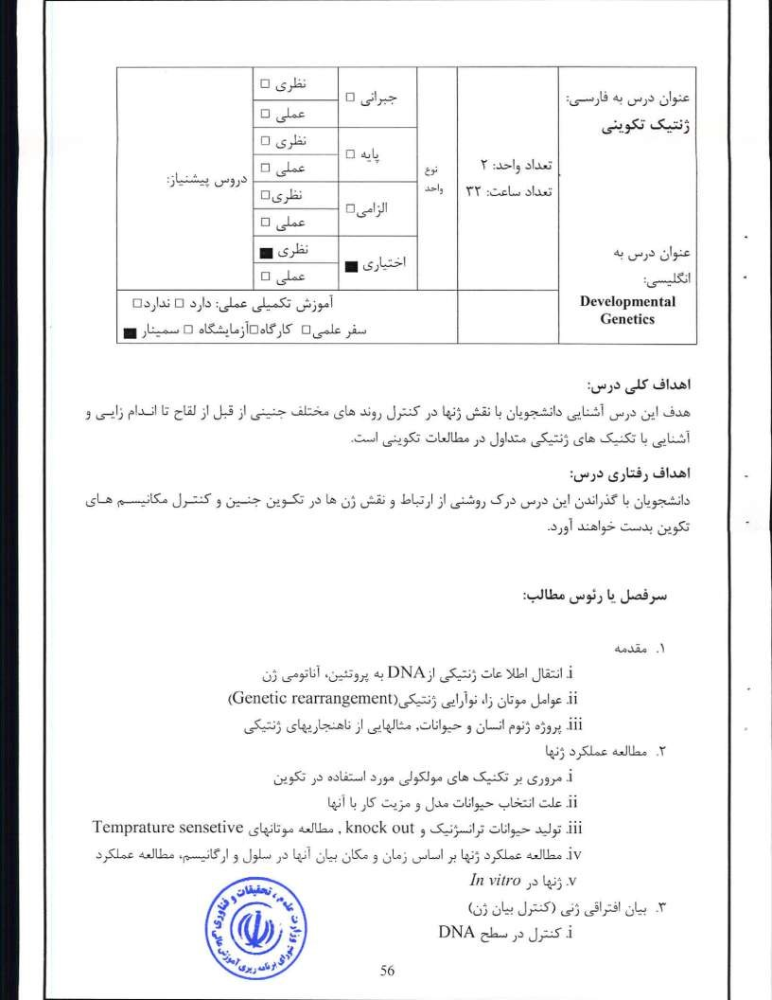 عنوان درس به فارسی:
ژنتیک تکوینی
عنوان درس به
انگلیسی:
Developmental
Genetics
تعداد واحد: ۲
تعداد ساعت: ۳۲
نوع
واحد
جبرانی □
نظری □
عملی □
پایه □
نظری □
عملی □
الزامی□
نظری□
عملی □
اختیاری ■
نظری ■
عملی □
دروس پیشنیاز:
آموزش تکمیلی عملی: دارد □ ندارد□
سفر علمی□ کارگاه□آزمایشگاه □ سمینار ■
اهداف کلی درس:
هدف این درس آشنایی دانشجویان با نقش ژنها در کنترل روند های مختلف جنینی از قبل از لقاح تا انـدام زایـی و
آشنایی با تکنیک های ژنتیکی متداول در مطالعات تکوینی است.
اهداف رفتاری درس:
دانشجویان با گذراندن این درس درک روشنی از ارتباط و نقش ژن ها در تکـوین جنـین و کنتـرل مکانیسـم هـای
تکوین بدست خواهند آورد.
سرفصل یا رئوس مطالب:
۱. مقدمه
i. انتقال اطلا عات ژنتیکی از DNA به پروتئین، آناتومی ژن
ii. عوامل موتان زا، نوآرایی ژنتیکی(Genetic rearrangement)
iii. پروژه ژنوم انسان و حیوانات, مثالهایی از ناهنجاریهای ژنتیکی
۲. مطالعه عملکرد ژنها
i. مروری بر تکنیک های مولکولی مورد استفاده در تکوین
ii. علت انتخاب حیوانات مدل و مزیت کار با آنها
iii. تولید حیوانات ترانسژنیک و knock out , مطالعه موتانهای Temprature sensetive
iv. مطالعه عملکرد ژنها بر اساس زمان و مکان بیان آنها در سلول و ارگانیسم، مطالعه عملکرد
v. ژنها در In vitro
۳. بیان افتراقی ژنی (کنترل بیان ژن)
i. کنترل در سطح DNA
وزارت علوم، تحقیقات و فناوری
شورای برنامه ریزی آموزش عالی
56